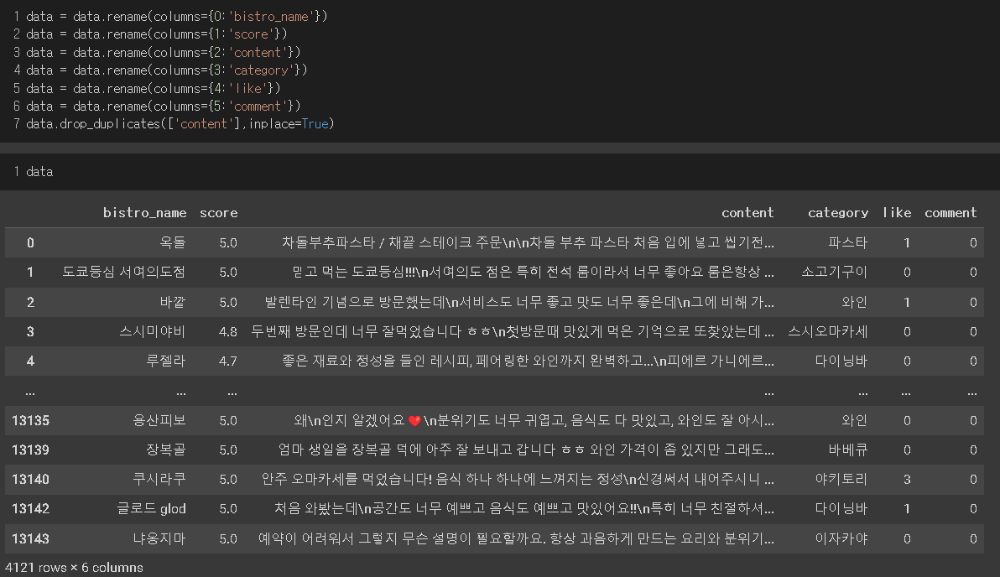 1 data = data.rename(columns={0:'bistro_name'})
2 data = data.rename(columns={1:'score'})
3 data = data.rename(columns={2:'content'})
4 data = data.rename(columns={3:'category'})
5 data = data.rename(columns={4:'like'})
6 data = data.rename(columns={5:'comment'})
7 data.drop_duplicates(['content'],inplace=True)
1 data
bistro_name score content category like comment
0 옥돌 5.0 차돌부추파스타 / 채끝 스테이크 주문\n\n차돌 부추 파스타 처음 입에 넣고 씹기전... 파스타 1 0
1 도쿄등심 서여의도점 5.0 믿고 먹는 도쿄등심!!!\n서여의도 점은 특히 전석 룸이라서 너무 좋아요 룸은항상 ... 소고기구이 0 0
2 바깥 5.0 발렌타인 기념으로 방문했는데\n서비스도 너무 좋고 맛도 너무 좋은데\n그에 비해 가... 와인 1 0
3 스시미야비 4.8 두번째 방문인데 너무 잘먹었습니다 ㅎㅎ\n첫방문때 맛있게 먹은 기억으로 또찾았는데 ... 스시오마카세 0 0
4 루젤라 4.7 좋은 재료와 정성을 들인 레시피, 페어링한 와인까지 완벽하고...\n피에르 가니에르... 다이닝바 0 0
... ... ... ... ... ... ...
13135 용산피보 5.0 왜\n인지 알겠어요❤️\n분위기도 너무 귀엽고, 음식도 다 맛있고, 와인도 잘 아시... 와인 0 0
13139 장복골 5.0 엄마 생일을 장복골 덕에 아주 잘 보내고 갑니다 ㅎㅎ 와인 가격이 좀 있지만 그래도... 바베큐 0 0
13140 쿠시라쿠 5.0 안주 오마카세를 먹었습니다! 음식 하나 하나에 느껴지는 정성\n신경써서 내어주시니 ... 야키토리 3 0
13142 글로드 glod 5.0 처음 와봤는데\n공간도 너무 예쁘고 음식도 예쁘고 맛있어요!!\n특히 너무 친절하셔... 다이닝바 1 0
13143 냐옹지마 5.0 예약이 어려워서 그렇지 무슨 설명이 필요할까요. 항상 과음하게 만드는 요리와 분위기... 이자카야 0 0
4121 rows × 6 columns